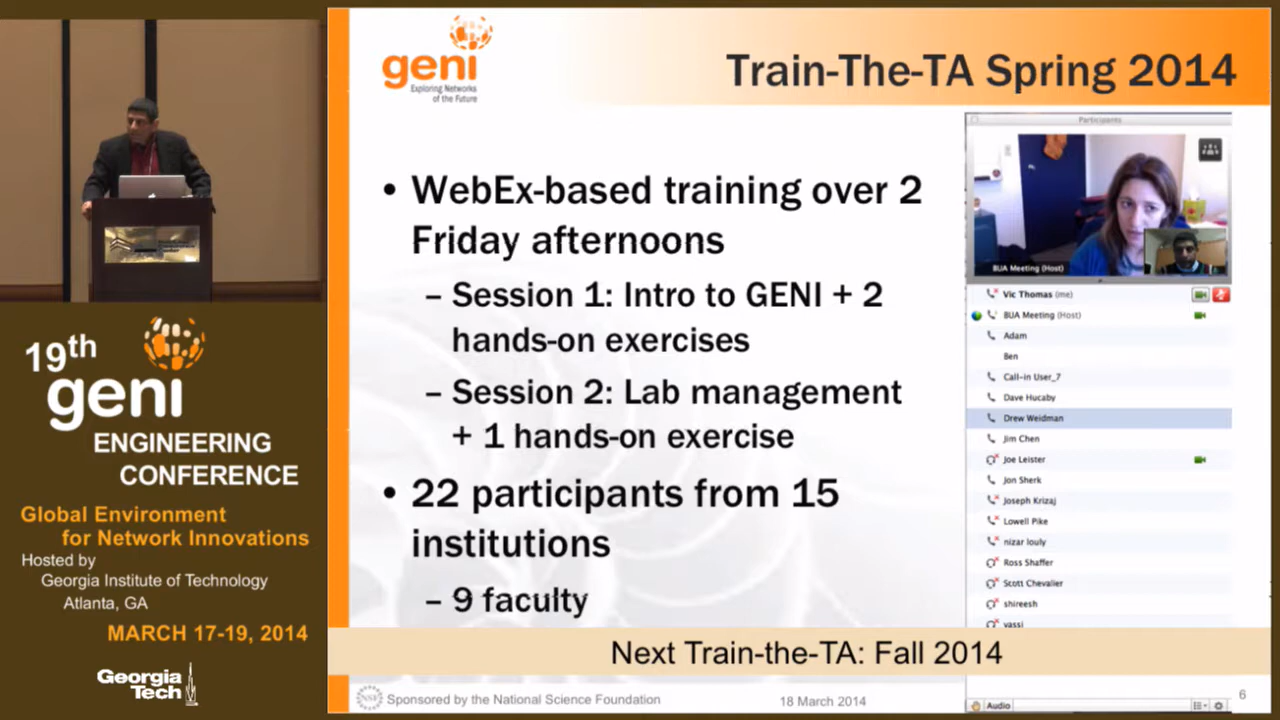 19th
geni
ENGINEERING
CONFERENCE
Global Environment
for Network Innovations
Hosted by
Georgia Institute of Technology
Atlanta, GA
MARCH 17-19, 2014
Georgia
Tech
geni
Exploring Networks
of the Future
Train-The-TA Spring 2014
• WebEx-based training over 2
Friday afternoons
– Session 1: Intro to GENI + 2
hands-on exercises
– Session 2: Lab management
+ 1 hands-on exercise
• 22 participants from 15
institutions
– 9 faculty
Participants
BUA Meeting (Host)
Vic Thomas (me)
BUA Meeting (Host)
Adam
Ben
Call-in User_7
Dave Hucaby
Drew Weidman
Jim Chen
Joe Leister
Jon Sherk
Joseph Krizaj
Lowell Pike
nizar louly
Ross Shaffer
Scott Chevalier
shireesh
yassi
Audio
Next Train-the-TA: Fall 2014
NSF
Sponsored by the National Science Foundation
18 March 2014
6